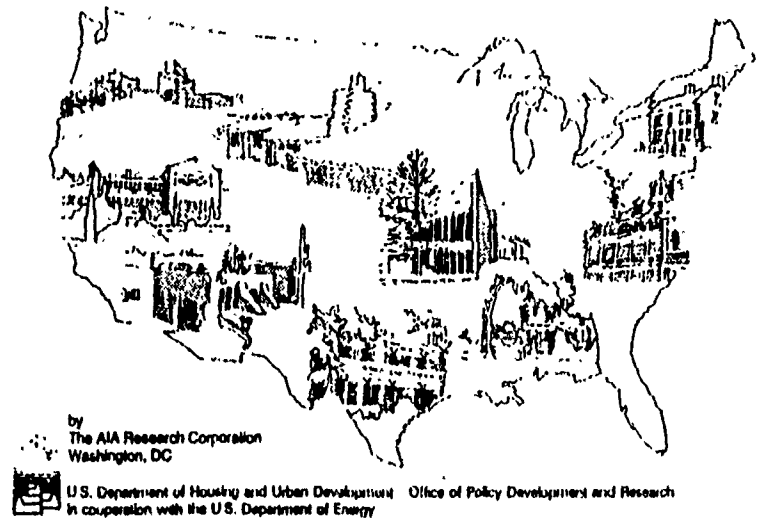 by
The AIA Research Corporation
Washington, DC
U.S. Department of Housing and Urban Development Office of Policy Development and Research
in cooperation with the U.S. Department of Energy